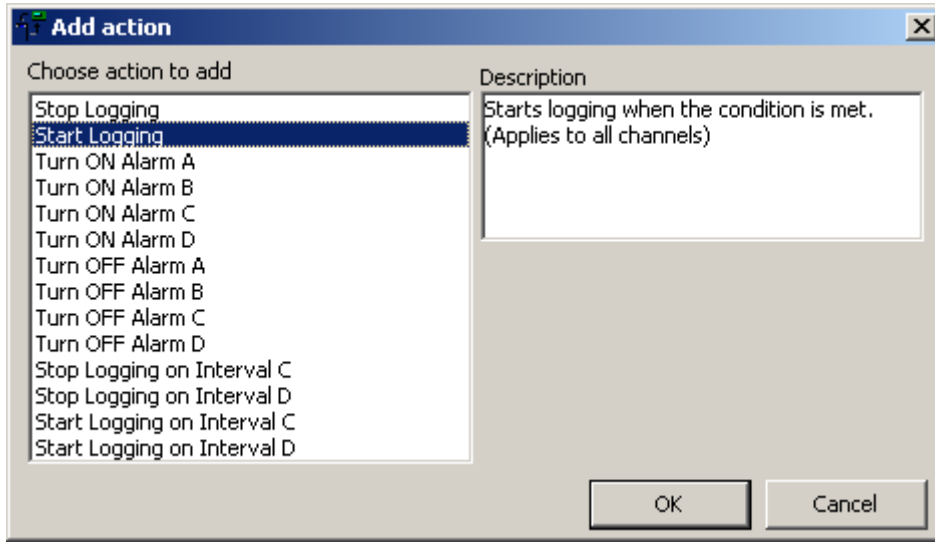 Add action
Choose action to add
Stop Logging
Start Logging
Turn ON Alarm A
Turn ON Alarm B
Turn ON Alarm C
Turn ON Alarm D
Turn OFF Alarm A
Turn OFF Alarm B
Turn OFF Alarm C
Turn OFF Alarm D
Stop Logging on Interval C
Stop Logging on Interval D
Start Logging on Interval C
Start Logging on Interval D
Description
Starts logging when the condition is met.
(Applies to all channels)
OK
Cancel